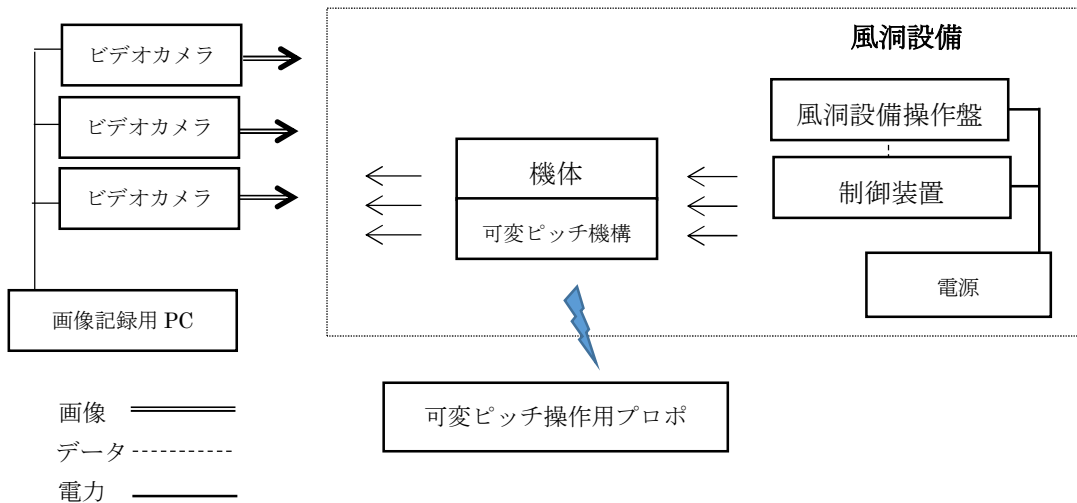 ビデオカメラ
ビデオカメラ
ビデオカメラ
画像記録用 PC
風洞設備
風洞設備操作盤
制御装置
電源
機体
可変ピッチ機構
可変ピッチ操作用プロポ
画像
データ
電力